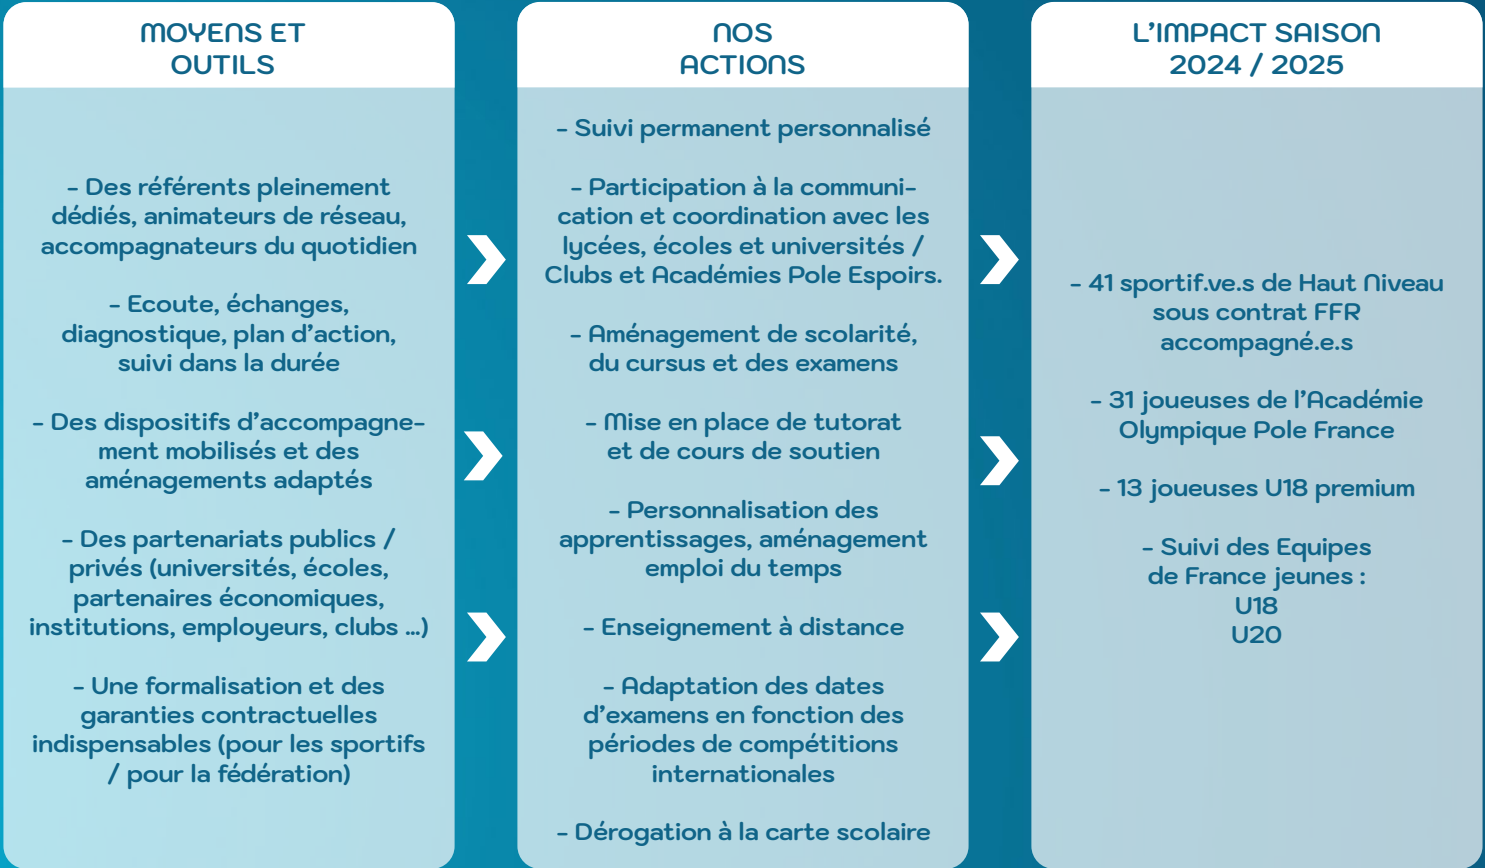 MOYENS ET
OUTILS
- Des référents pleinement
dédiés, animateurs de réseau,
accompagnateurs du quotidien
- Ecoute, échanges,
diagnostique, plan d'action,
suivi dans la durée
- Des dispositifs d'accompagne-
ment mobilisés et des
aménagements adaptés
- Des partenariats publics /
privés (universités, écoles,
partenaires économiques,
institutions, employeurs, clubs ...)
- Une formalisation et des
garanties contractuelles
indispensables (pour les sportifs
/ pour la fédération)
NOS
ACTIONS
- Suivi permanent personnalisé
- Participation à la communi-
cation et coordination avec les
lycées, écoles et universités /
Clubs et Académies Pole Espoirs.
- Aménagement de scolarité,
du cursus et des examens
- Mise en place de tutorat
et de cours de soutien
- Personnalisation des
apprentissages, aménagement
emploi du temps
- Enseignement à distance
- Adaptation des dates
d'examens en fonction des
périodes de compétitions
internationales
- Dérogation à la carte scolaire
L'IMPACT SAISON
2024 / 2025
- 41 sportif.ve.s de Haut Niveau
sous contrat FFR
accompagné.e.s
- 31 joueuses de l'Académie
Olympique Pole France
- 13 joueuses U18 premium
- Suivi des Equipes
de France jeunes :
U18
U20